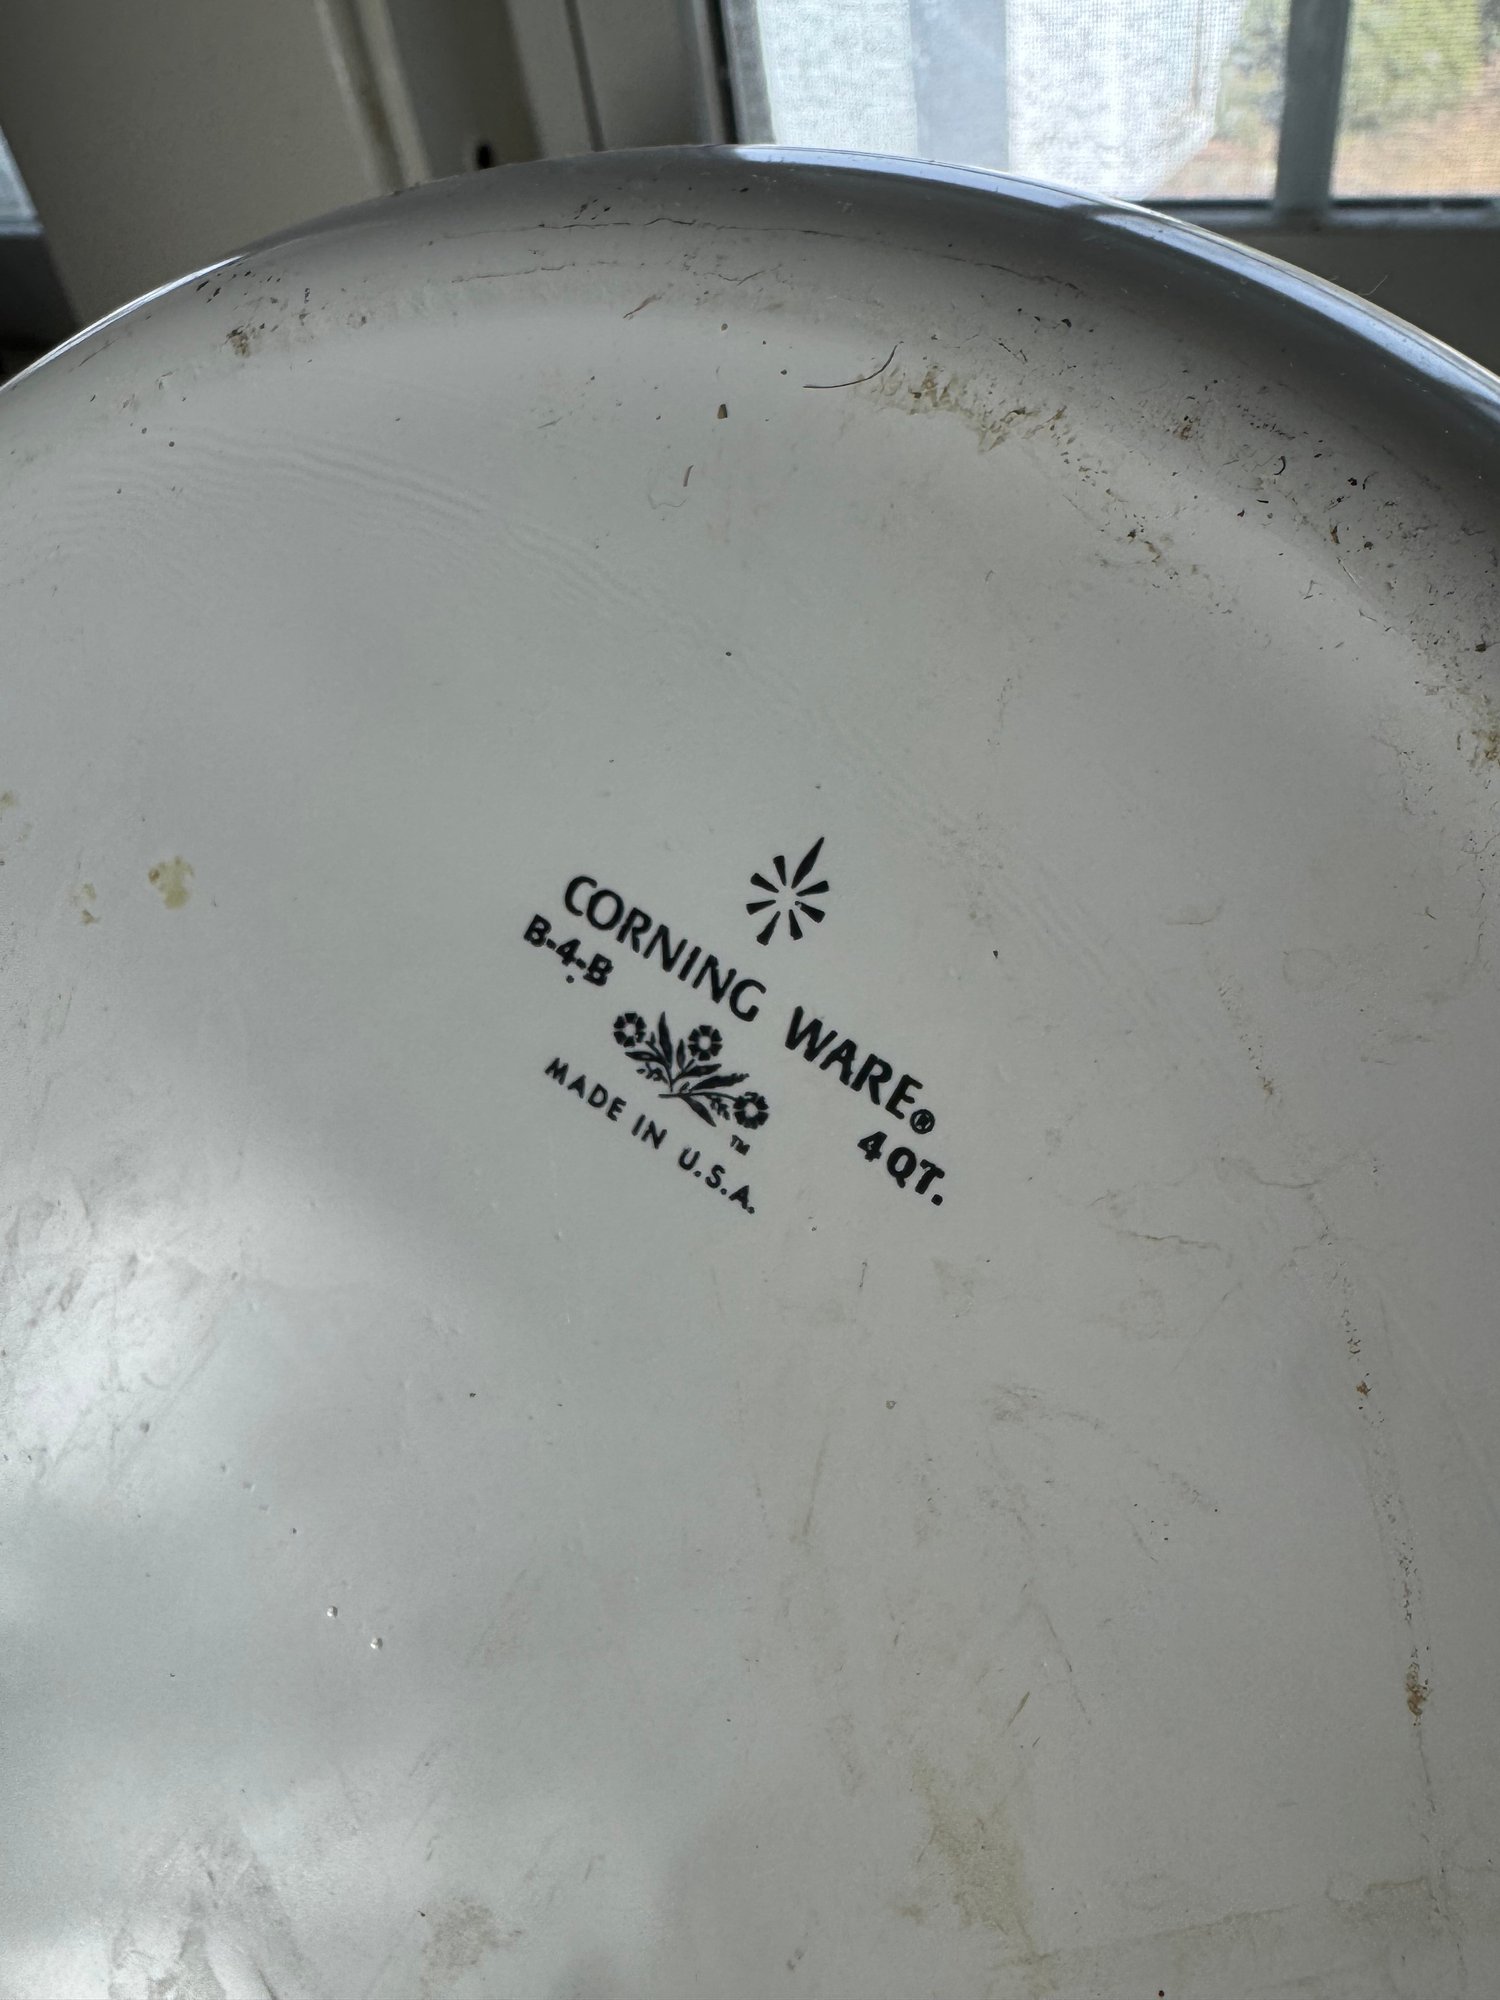 CORNING WARE®
B-4-B
4QT.
TM
MADE IN U.S.A.